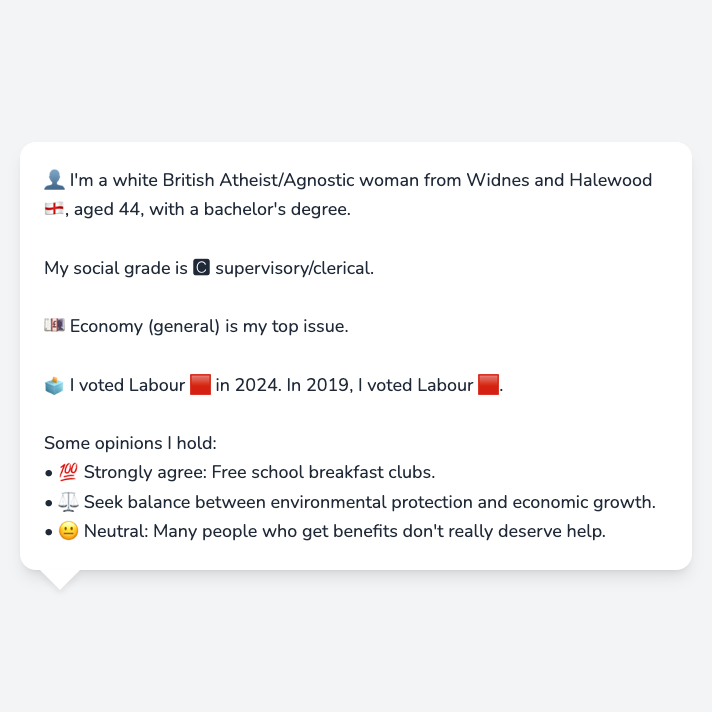 👤 I'm a white British Atheist/Agnostic woman from Widnes and Halewood
🏴󠁧󠁢󠁥󠁮󠁧󠁿, aged 44, with a bachelor's degree.
My social grade is 🅲 supervisory/clerical.
💷 Economy (general) is my top issue.
🗳️ I voted Labour 🟥 in 2024. In 2019, I voted Labour 🟥.
Some opinions I hold:
• 💯 Strongly agree: Free school breakfast clubs.
• ⚖️ Seek balance between environmental protection and economic growth.
• 😐 Neutral: Many people who get benefits don't really deserve help.